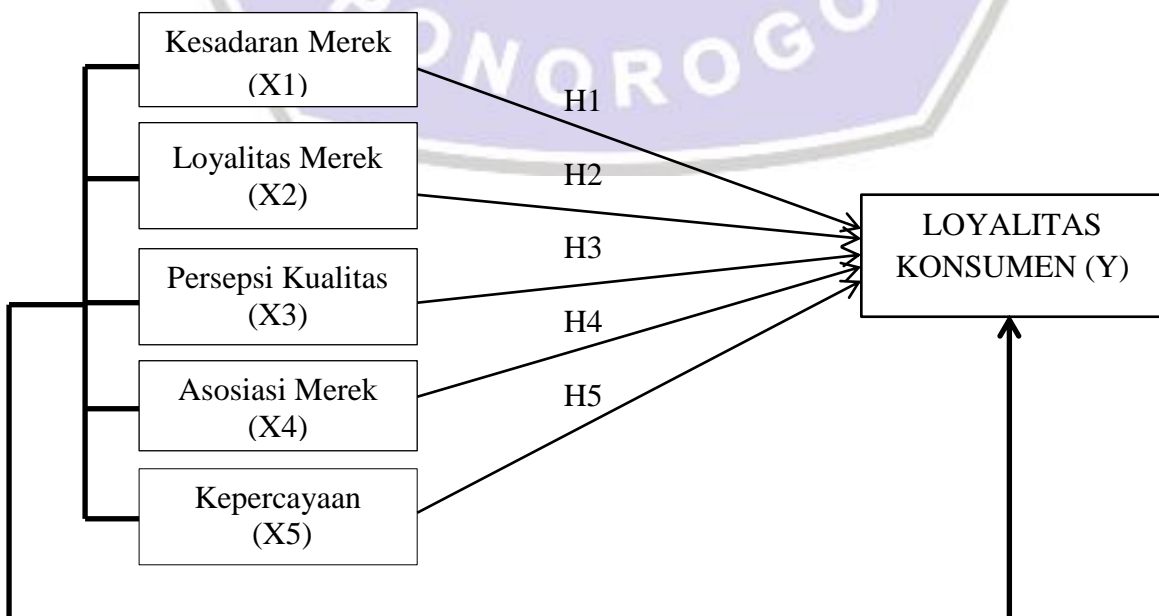 ONOROGO
Kesadaran Merek
(X1)
H1
Loyalitas Merek
(X2)
H2
H3
LOYALITAS
KONSUMEN (Y)
Persepsi Kualitas
(X3)
H4
Asosiasi Merek
(X4)
H5
Kepercayaan
(X5)